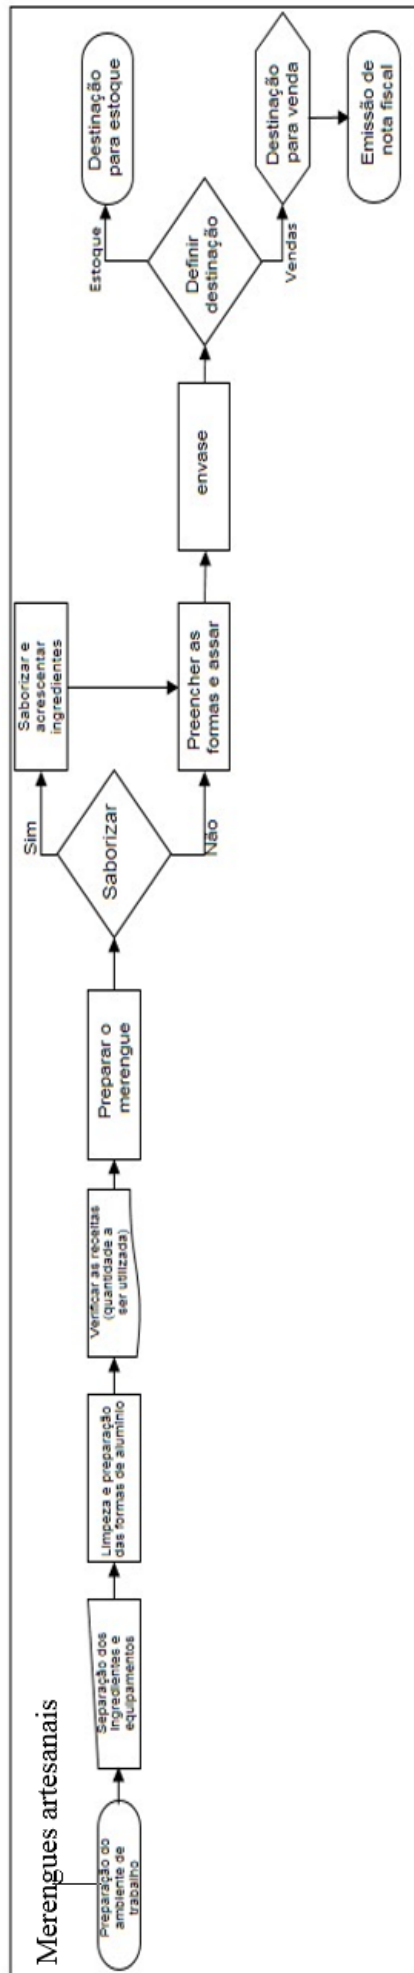 Merengues artesanais
Preparação do
ambiente de
trabalho
Separação dos
ingredientes e
equipamentos
Limpeza e preparação
das formas de alumínio
Verificar as receitas
(quantidade a
ser utilizada)
Preparar o
merengue
Saborizar
Sim
Não
Saborizar e
acrescentar
ingredientes
Preencher as
formas e assar
envase
Definir
destinação
Estoque
Vendas
Destinação
para estoque
Destinação
para venda
Emissão de
nota fiscal